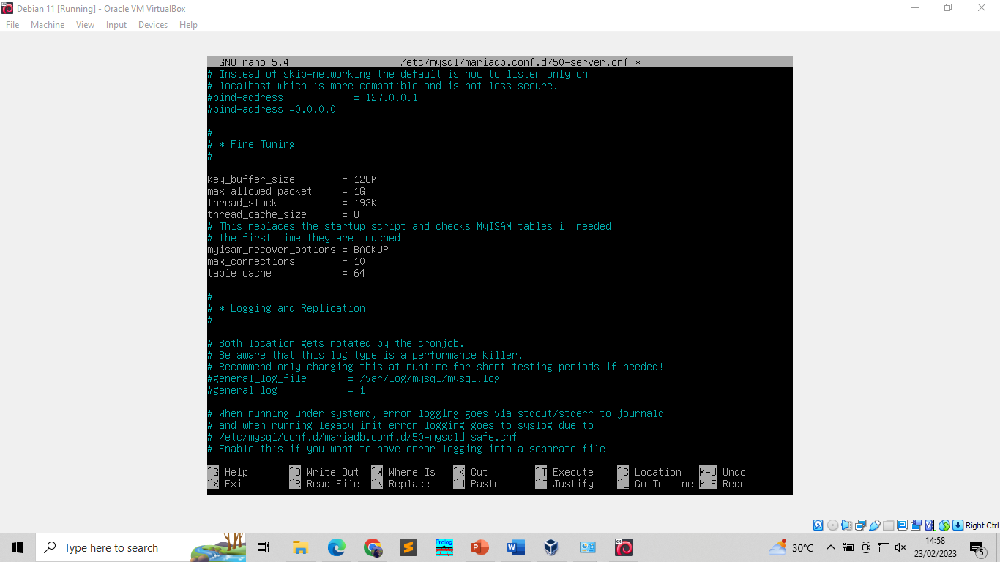 Debian 11 [Running] - Oracle VM VirtualBox
File Machine View Input Devices Help
GNU nano 5.4 /etc/mysql/mariadb.conf.d/50-server.cnf *
# Instead of skip-networking the default is now to listen only on
# localhost which is more compatible and is not less secure.
#bind-address = 127.0.0.1
#bind-address =0.0.0.0
#
# * Fine Tuning
#
key_buffer_size = 128M
max_allowed_packet = 1G
thread_stack = 192K
thread_cache_size = 8
# This replaces the startup script and checks MyISAM tables if needed
# the first time they are touched
myisam_recover_options = BACKUP
max_connections = 10
table_cache = 64
#
# * Logging and Replication
#
# Both location gets rotated by the cronjob.
# Be aware that this log type is a performance killer.
# Recommend only changing this at runtime for short testing periods if needed!
#general_log_file = /var/log/mysql/mysql.log
#general_log = 1
# When running under systemd, error logging goes via stdout/stderr to journald
# and when running legacy init error logging goes to syslog due to
# /etc/mysql/conf.d/mariadb.conf.d/50-mysqld_safe.cnf
# Enable this if you want to have error logging into a separate file
^G Help ^O Write Out ^W Where Is ^K Cut ^T Execute ^C Location M-U Undo
^X Exit ^R Read File ^\ Replace ^U Paste ^J Justify ^_ Go To Line M-E Redo
Right Ctrl
Type here to search
Prolog
30°C
14:58
23/02/2023
5